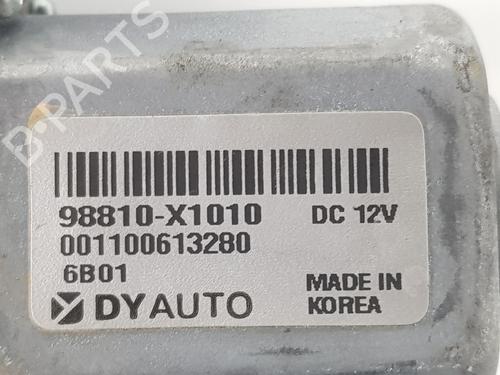 B-PARTS
98810-X1010 DC 12V
001100613280
6B01
MADE IN
DYAUTO KOREA